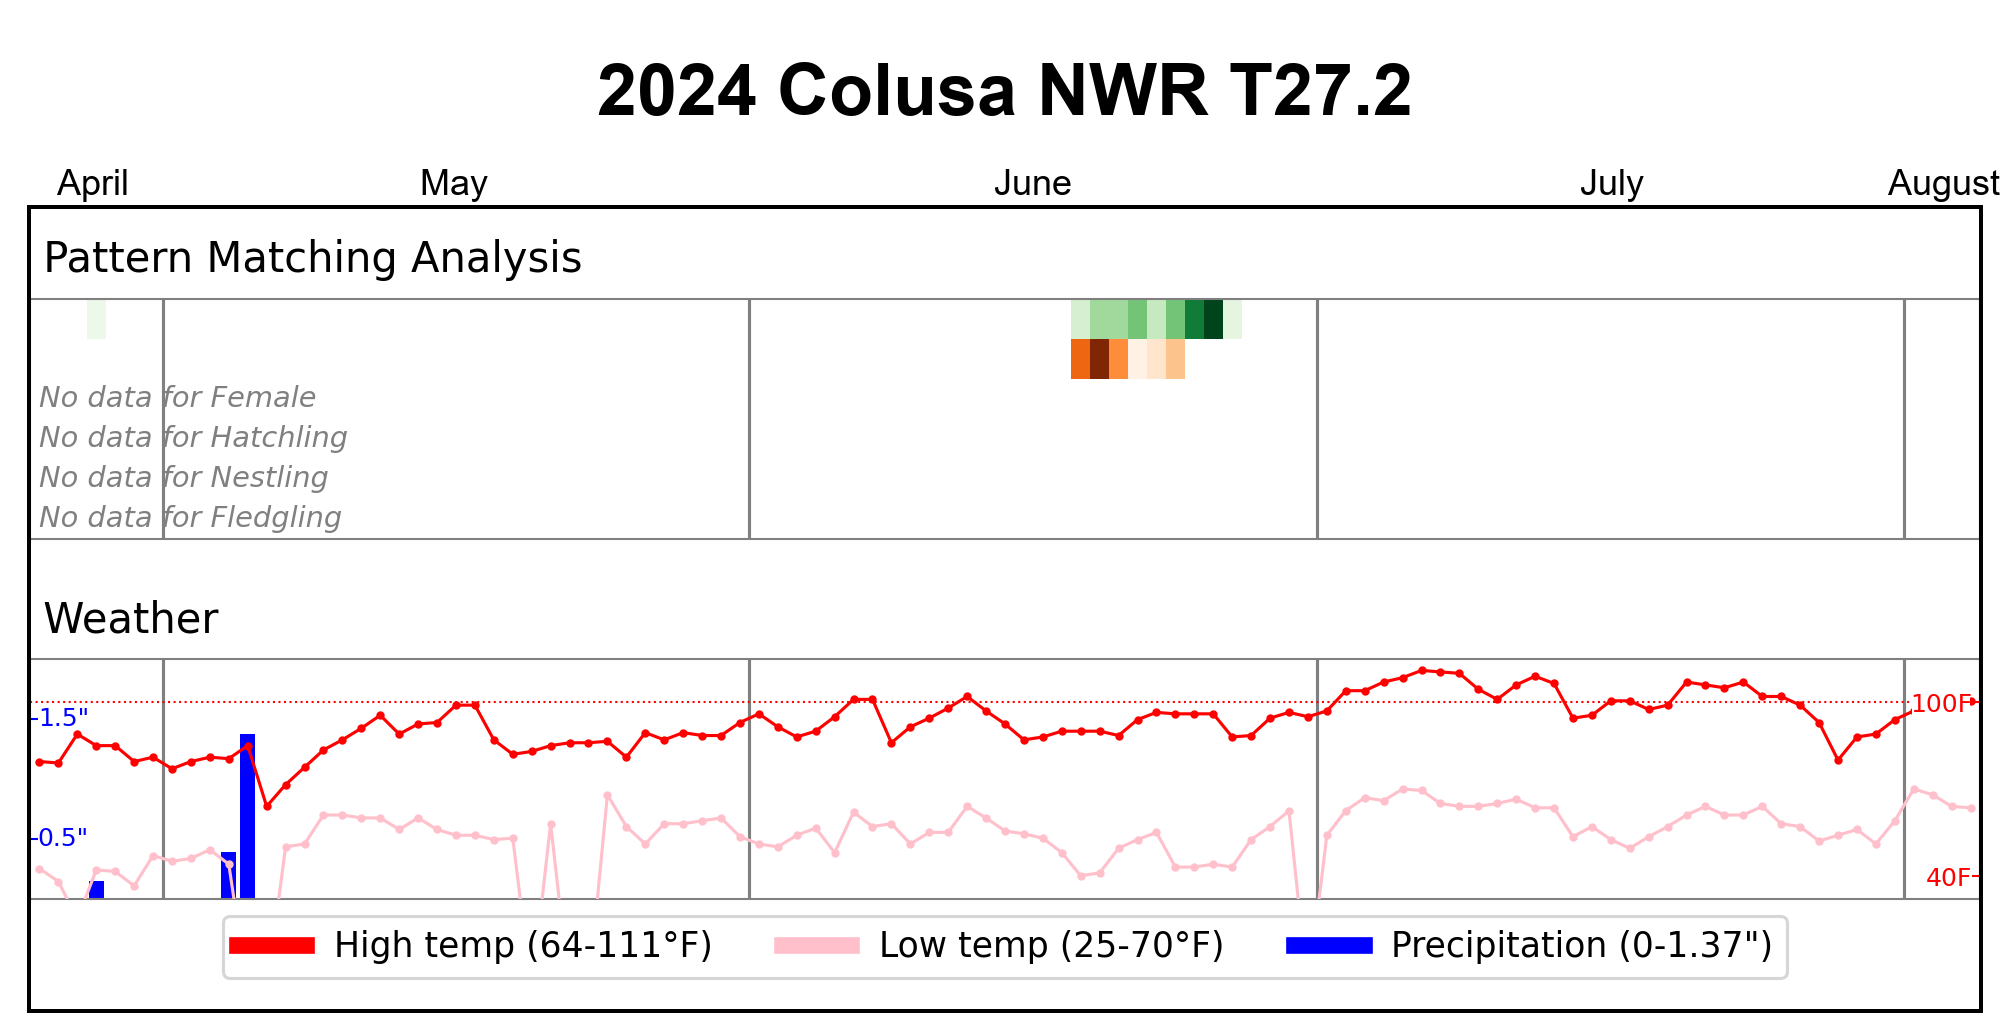 2024 Colusa NWR T27.2
April May June July August
Pattern Matching Analysis
No data for Female
No data for Hatchling
No data for Nestling
No data for Fledgling
Weather
1.5" 100F
0.5"
40F
High temp (64-111°F) Low temp (25-70°F) Precipitation (0-1.37")